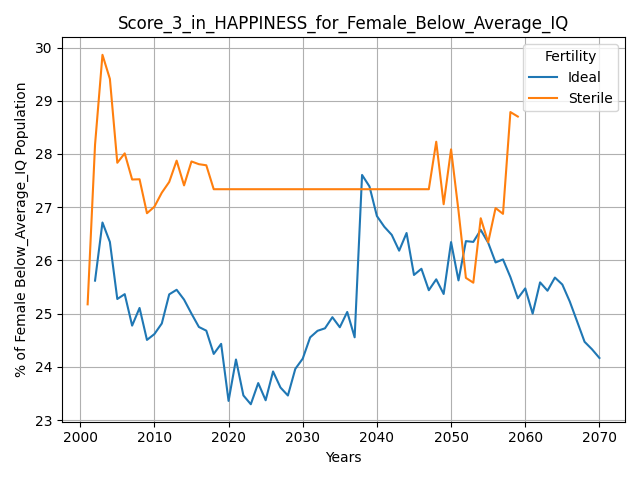 Score_3_in_HAPPINESS_for_Female_Below_Average_IQ
% of Female Below_Average_IQ Population
30
29
28
27
26
25
24
23
Fertility
Ideal
Sterile
2000 2010 2020 2030 2040 2050 2060 2070
Years